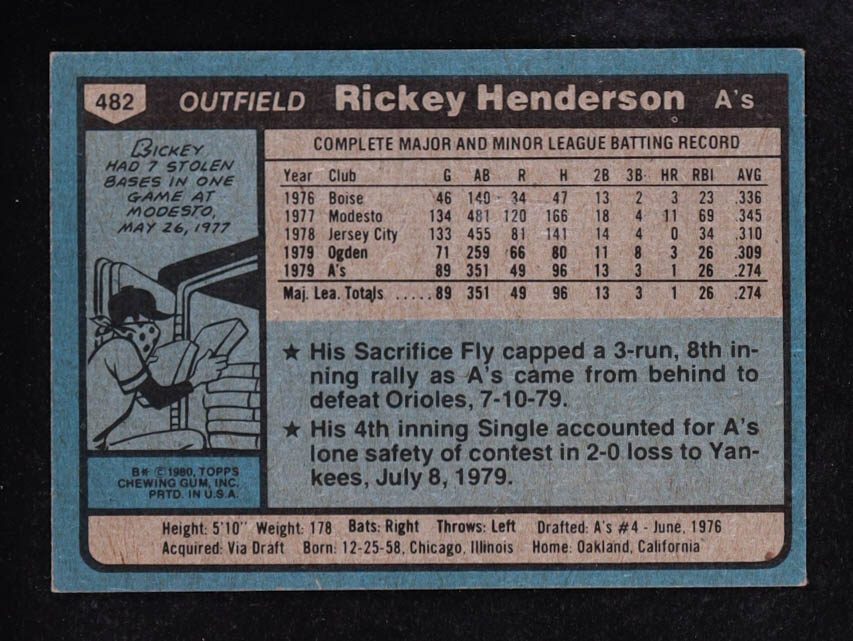 482 OUTFIELD Rickey Henderson A's
RICKEY
HAD 7 STOLEN
BASES IN ONE
GAME AT
MODESTO,
MAY 26, 1977
COMPLETE MAJOR AND MINOR LEAGUE BATTING RECORD
Year Club G AB R H 2B 3B HR RBI AVG
1976 Boise 46 140 34 47 13 2 3 23 .336
1977 Modesto 134 481 120 166 18 4 11 69 .345
1978 Jersey City 133 455 81 141 14 4 0 34 .310
1979 Ogden 71 259 66 80 11 8 3 26 .309
1979 A's 89 351 49 96 13 3 1 26 .274
Maj. Lea. Totals .....89 351 49 96 13 3 1 26 .274
★ His Sacrifice Fly capped a 3-run, 8th in-
ning rally as A's came from behind to
defeat Orioles, 7-10-79.
★ His 4th inning Single accounted for A's
lone safety of contest in 2-0 loss to Yan-
kees, July 8, 1979.
B* ©1980, TOPPS
CHEWING GUM, INC.
PRTD. IN U.S.A.
Height: 5'10" Weight: 178 Bats: Right Throws: Left Drafted: A's #4 - June, 1976
Acquired: Via Draft Born: 12-25-58, Chicago, Illinois Home: Oakland, California